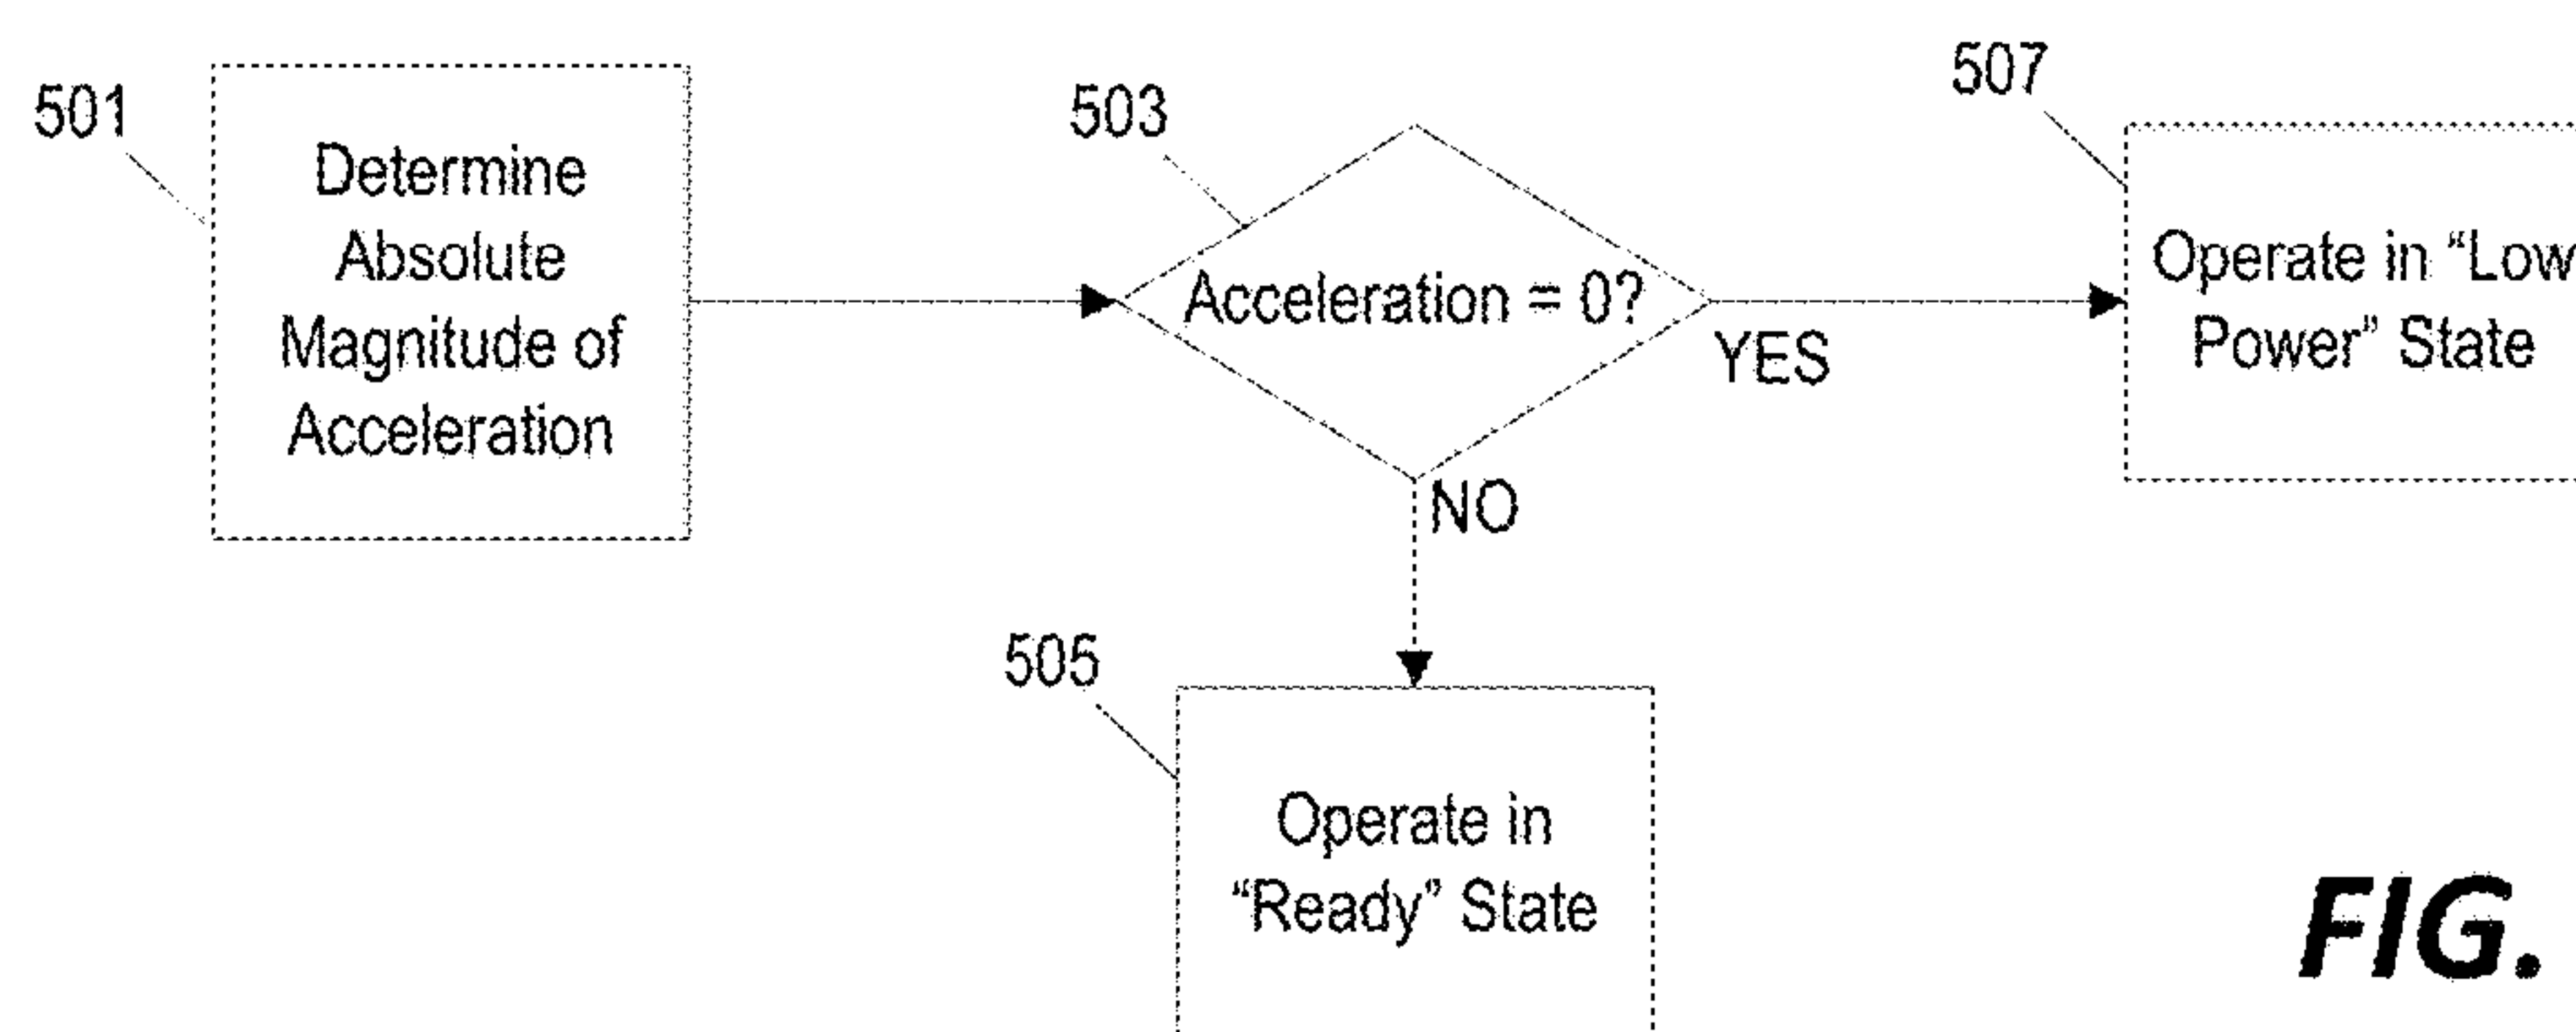 501
Determine
Absolute
Magnitude of
Acceleration
503
Acceleration = 0?
YES
NO
507
Operate in “Low
Power” State
505
Operate in
“Ready” State
FIG.